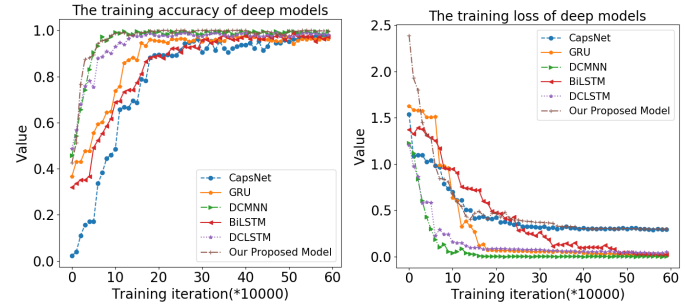 The training accuracy of deep models
1.0
0.8
0.6
0.4
0.2
0.0
Value
CapsNet
GRU
DCMNN
BiLSTM
DCLSTM
Our Proposed Model
0 10 20 30 40 50 60
Training iteration(*10000)
The training loss of deep models
2.5
2.0
1.5
1.0
0.5
0.0
Value
CapsNet
GRU
DCMNN
BiLSTM
DCLSTM
Our Proposed Model
0 10 20 30 40 50 60
Training iteration(*10000)